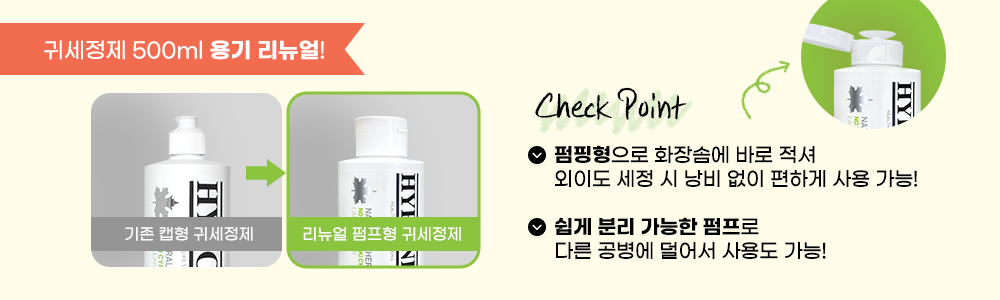 귀세정제 500ml 용기 리뉴얼!
기존 캡형 귀세정제
리뉴얼 펌프형 귀세정제
Check Point
펌핑형으로 화장솜에 바로 적셔
외이도 세정 시 낭비 없이 편하게 사용 가능!
쉽게 분리 가능한 펌프로
다른 공병에 덜어서 사용도 가능!